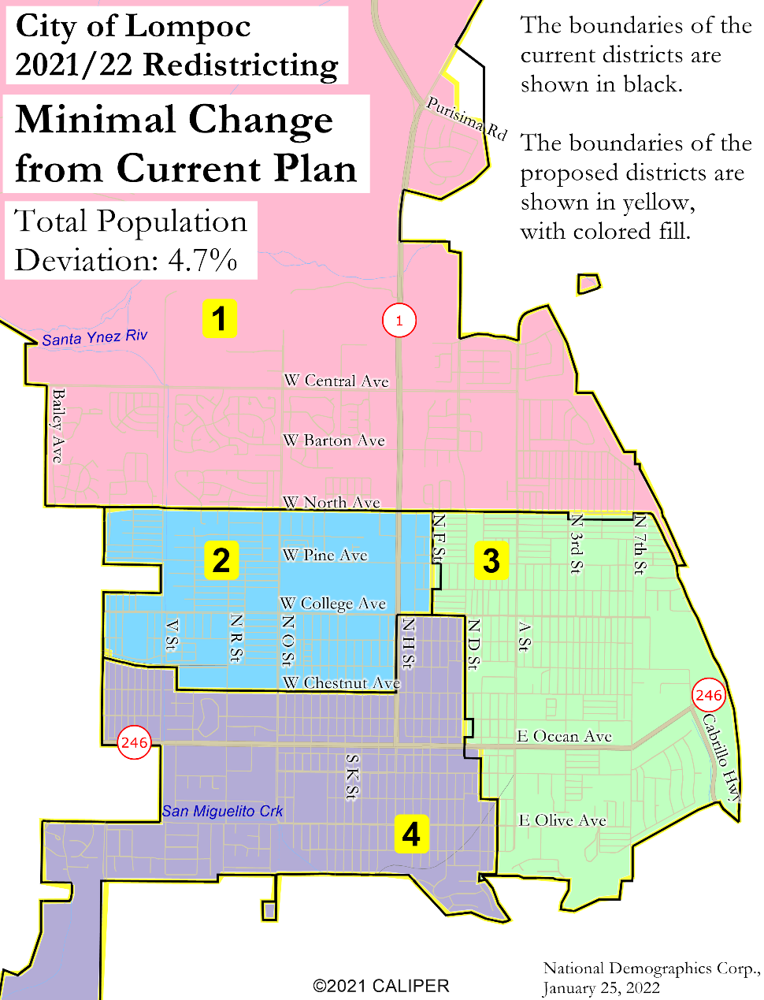 City of Lompoc
2021/22 Redistricting
Minimal Change
from Current Plan
Total Population
Deviation: 4.7%
The boundaries of the
current districts are
shown in black.
The boundaries of the
proposed districts are
shown in yellow,
with colored fill.
Purisima Rd
1
1
Santa Ynez Riv
W Central Ave
Bailey Ave
W Barton Ave
W North Ave
N F St
N 3rd St
N 7th St
2
W Pine Ave
3
W College Ave
V St
N R St
N O St
N H St
N D St
A St
W Chestnut Ave
246
Cabrillo Hwy
246
E Ocean Ave
S K St
San Miguelito Crk
4
E Olive Ave
National Demographics Corp.,
January 25, 2022
©2021 CALIPER